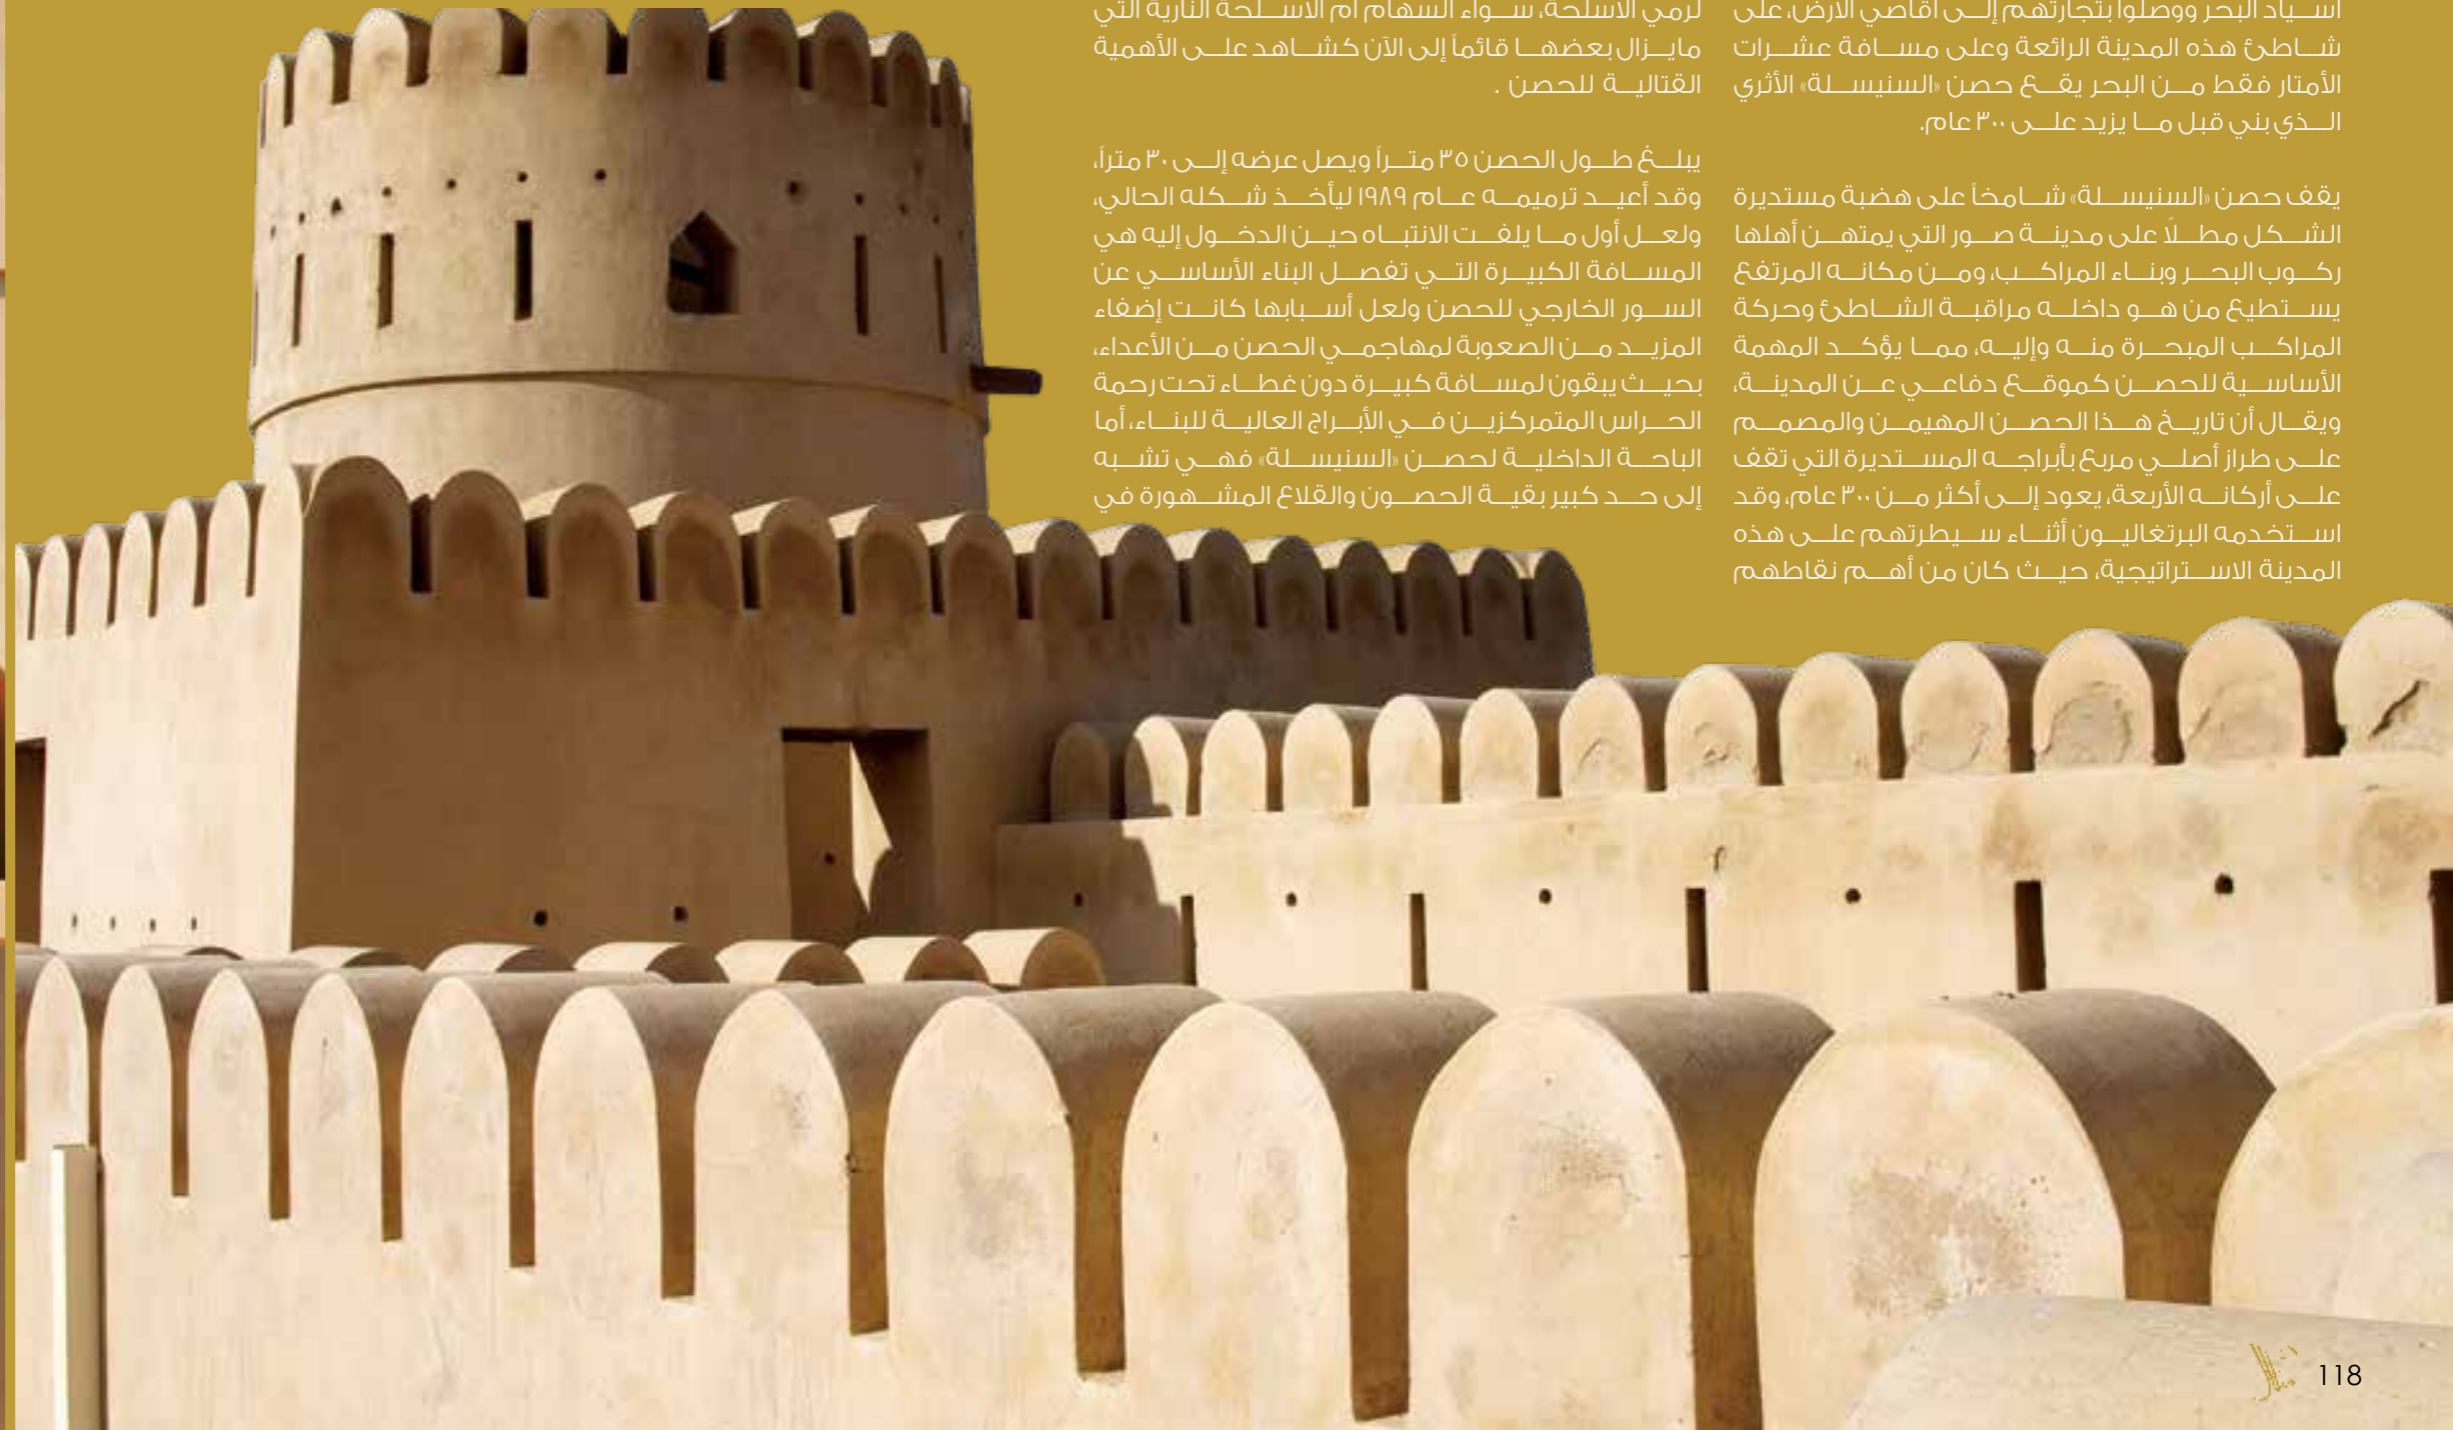 أسياد البحر ووصلوا بتجارتهم إلى أقاصي الأرض، على
شاطئ هذه المدينة الرائعة وعلى مسافة عشرات
الأمتار فقط من البحر يقع حصن «السنيسلة» الأثري
الذي بني قبل ما يزيد على ٣٠٠ عام.
يقف حصن «السنيسلة» شامخاً على هضبة مستديرة
الشكل مطلًا على مدينة صور التي يمتهن أهلها
ركوب البحر وبناء المراكب، ومن مكانه المرتفع
يستطيع من هو داخله مراقبة الشاطئ وحركة
المراكب المبحرة منه وإليه، مما يؤكد المهمة
الأساسية للحصن كموقع دفاعي عن المدينة،
ويقال أن تاريخ هذا الحصن المهيمن والمصمم
على طراز أصلي مربع بأبراجه المستديرة التي تقف
على أركانه الأربعة، يعود إلى أكثر من ٣٠٠ عام، وقد
استخدمه البرتغاليون أثناء سيطرتهم على هذه
المدينة الاستراتيجية، حيث كان من أهم نقاطهم
لرمي الأسلحة، سواء السهام أم الأسلحة النارية التي
مايزال بعضها قائماً إلى الآن كشاهد على الأهمية
القتالية للحصن .
يبلغ طول الحصن ٣٥ متراً ويصل عرضه إلى ٣٠ متراً،
وقد أعيد ترميمه عام ١٩٨٩ ليأخذ شكله الحالي،
ولعل أول ما يلفت الانتباه حين الدخول إليه هي
المسافة الكبيرة التي تفصل البناء الأساسي عن
السور الخارجي للحصن ولعل أسبابها كانت إضفاء
المزيد من الصعوبة لمهاجمي الحصن من الأعداء،
بحيث يبقون لمسافة كبيرة دون غطاء تحت رحمة
الحراس المتمركزين في الأبراج العالية للبناء، أما
الباحة الداخلية لحصن «السنيسلة» فهي تشبه
إلى حد كبير بقية الحصون والقلاع المشهورة في
118